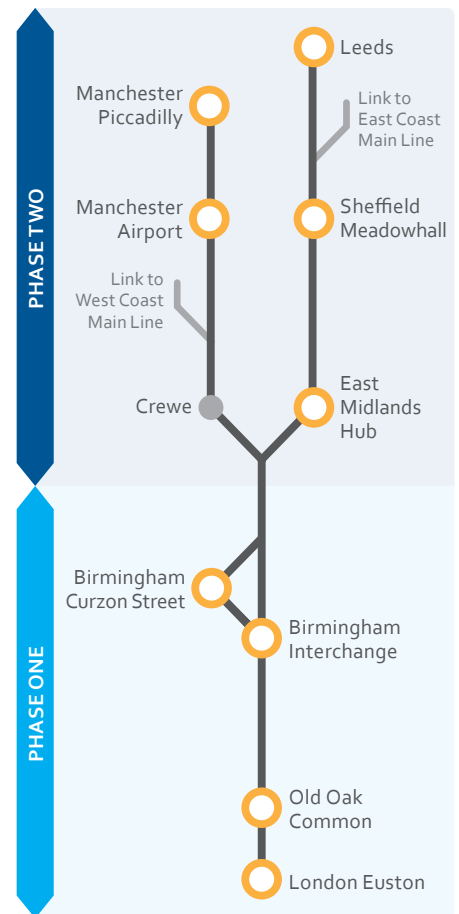 Leeds
Link to
East Coast
Main Line
Manchester
Piccadilly
Manchester
Airport
Sheffield
Meadowhall
Link to
West Coast
Main Line
Crewe
East
Midlands
Hub
PHASE TWO
Birmingham
Curzon Street
Birmingham
Interchange
PHASE ONE
Old Oak
Common
London Euston